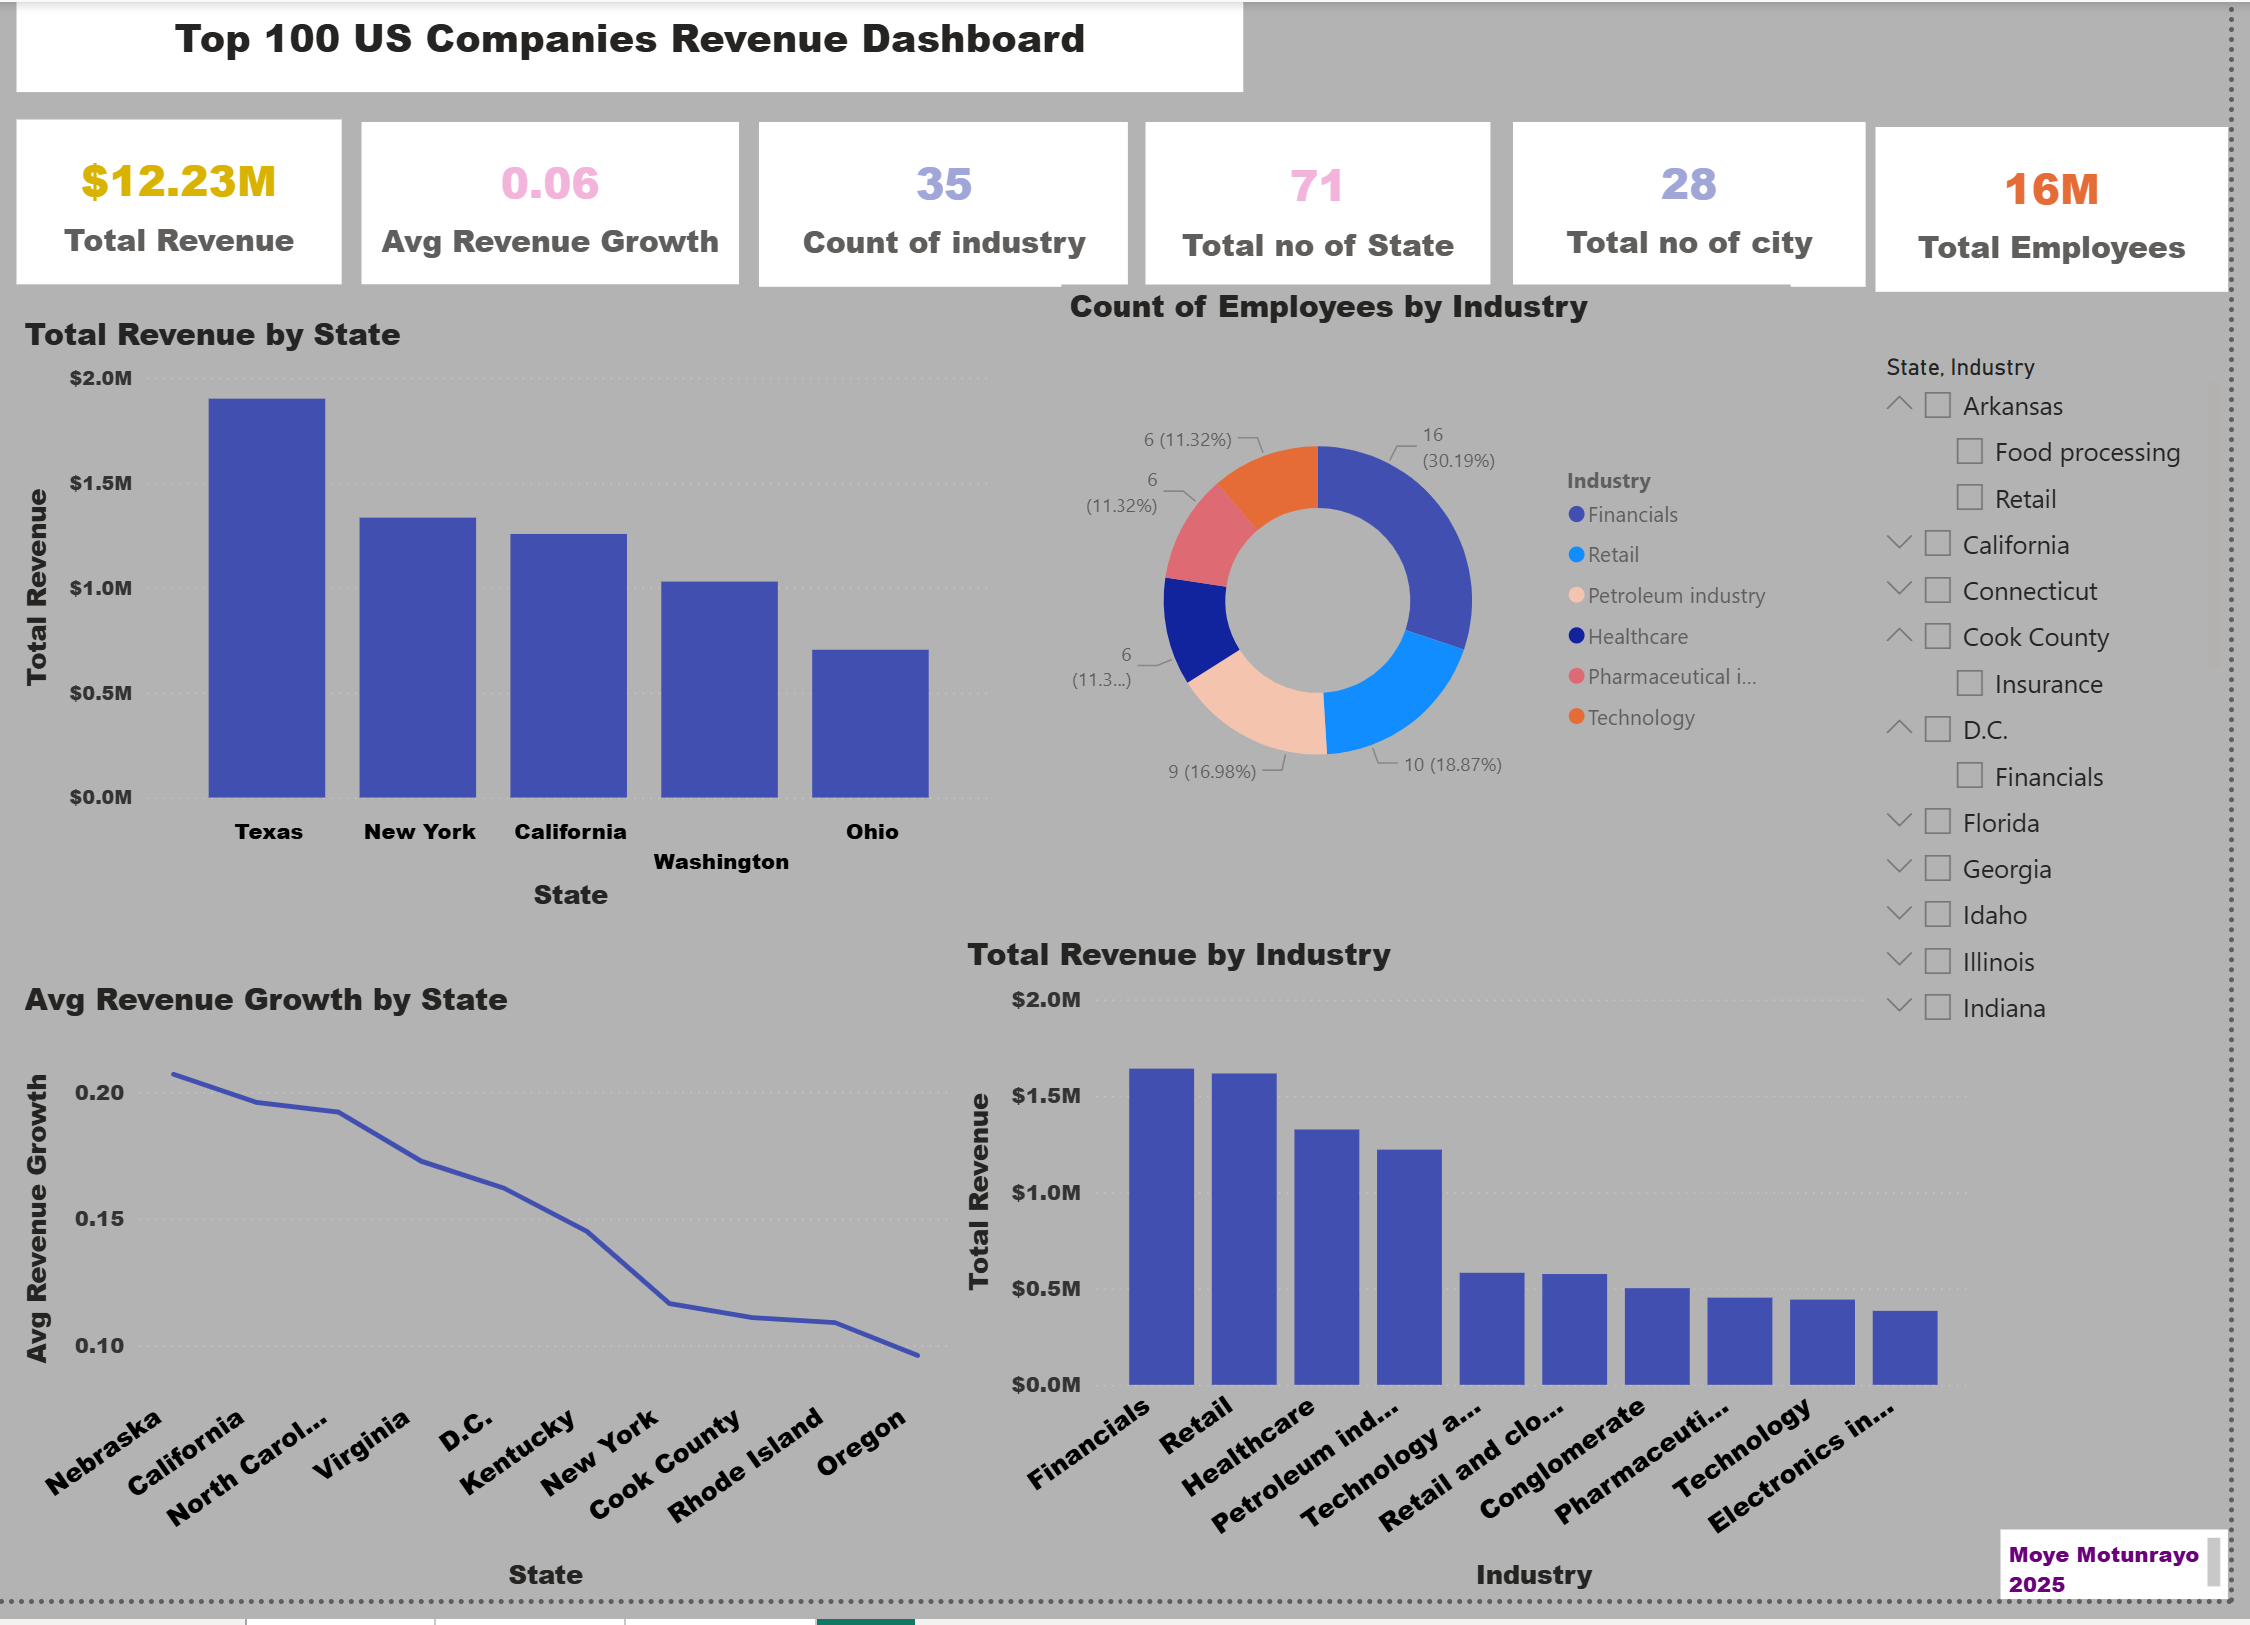 Top 100 US Companies Revenue Dashboard
$12.23M
Total Revenue
0.06
Avg Revenue Growth
35
Count of industry
71
Total no of State
28
Total no of city
16M
Total Employees
Total Revenue by State
Total Revenue
$2.0M
$1.5M
$1.0M
$0.5M
$0.0M
Texas
New York
California
Washington
Ohio
State
Count of Employees by Industry
16
(30.19%)
10 (18.87%)
9 (16.98%)
6
(11.3...)
6
(11.32%)
6 (11.32%)
Industry
Financials
Retail
Petroleum industry
Healthcare
Pharmaceutical i...
Technology
State, Industry
Arkansas
Food processing
Retail
California
Connecticut
Cook County
Insurance
D.C.
Financials
Florida
Georgia
Idaho
Illinois
Indiana
Avg Revenue Growth by State
Avg Revenue Growth
0.20
0.15
0.10
Nebraska
California
North Carol...
Virginia
D.C.
Kentucky
New York
Cook County
Rhode Island
Oregon
State
Total Revenue by Industry
Total Revenue
$2.0M
$1.5M
$1.0M
$0.5M
$0.0M
Financials
Retail
Healthcare
Petroleum ind...
Technology a...
Retail and clo...
Conglomerate
Pharmaceuti...
Technology
Electronics in...
Industry
Moye Motunrayo
2025